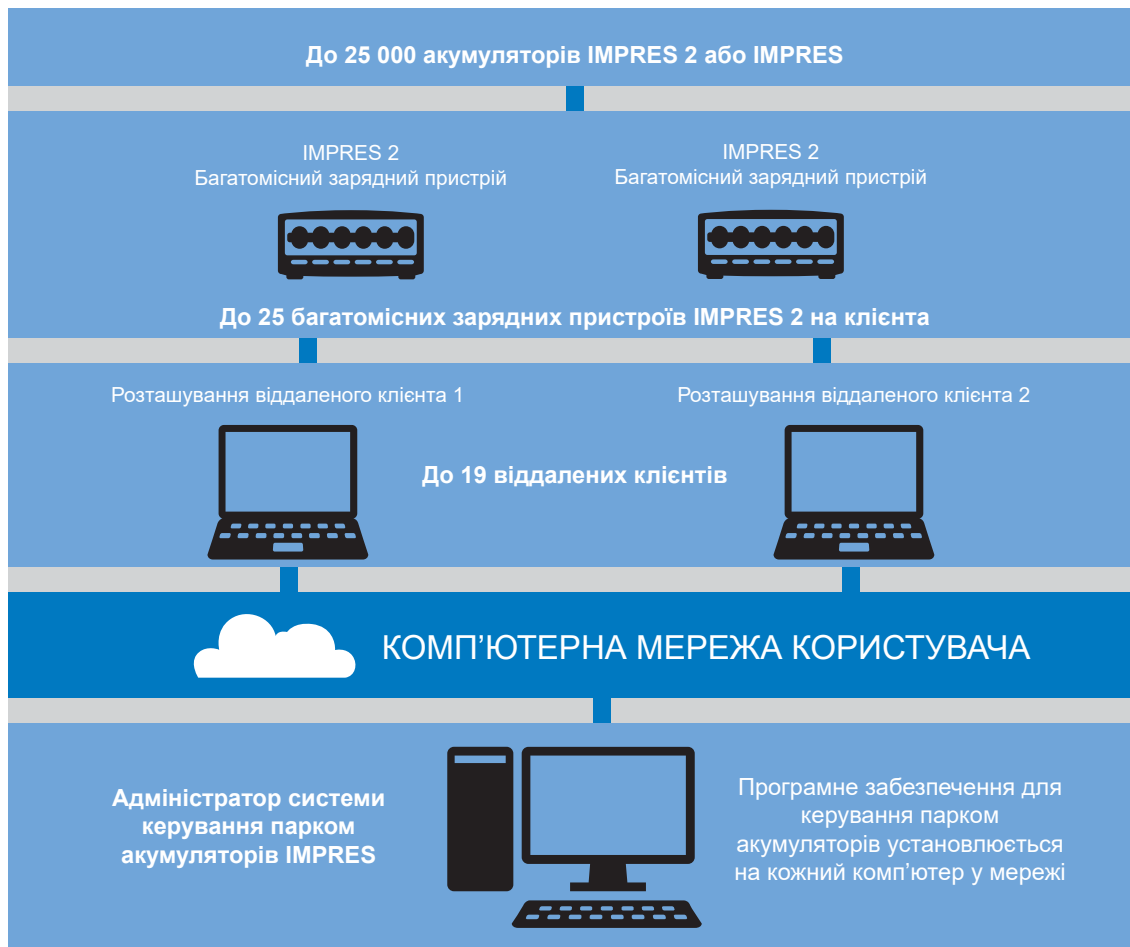 До 25 000 акумуляторів IMPRES 2 або IMPRES
IMPRES 2
Багатомісний зарядний пристрій
IMPRES 2
Багатомісний зарядний пристрій
До 25 багатомісних зарядних пристроїв IMPRES 2 на клієнта
Розташування віддаленого клієнта 1
Розташування віддаленого клієнта 2
До 19 віддалених клієнтів
КОМП’ЮТЕРНА МЕРЕЖА КОРИСТУВАЧА
Адміністратор системи
керування парком
акумуляторів IMPRES
Програмне забезпечення для
керування парком
акумуляторів установлюється
на кожний комп’ютер у мережі